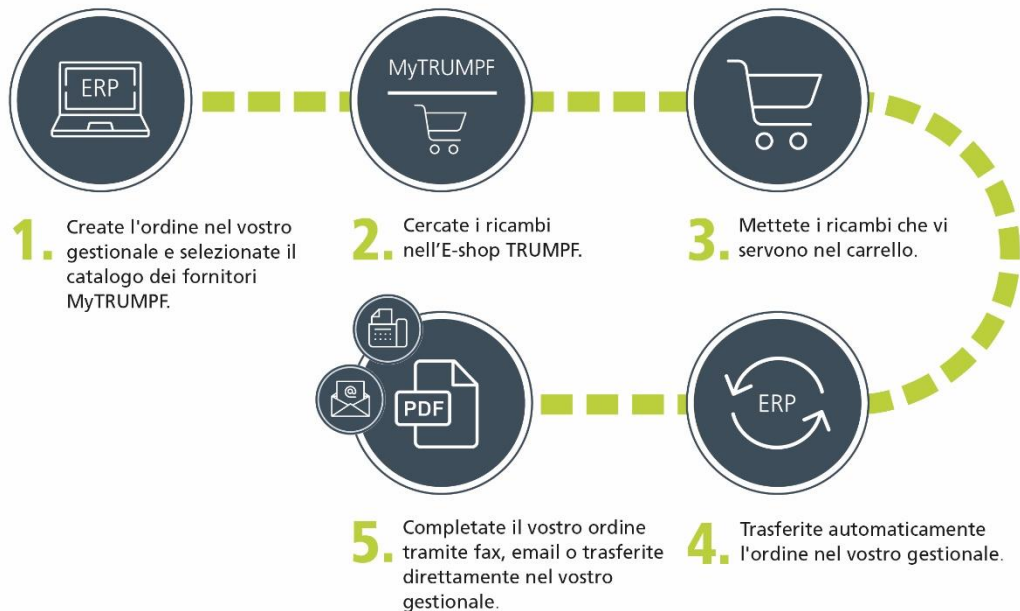 ERP
1.
Create l'ordine nel vostro
gestionale e selezionate il
catalogo dei fornitori
MyTRUMPF.
MyTRUMPF
2.
Cercate i ricambi
nell'E-shop TRUMPF.
3.
Mettete i ricambi che vi
servono nel carrello.
ERP
4.
Trasferite automaticamente
l'ordine nel vostro gestionale.
@
PDF
5.
Completate il vostro ordine
tramite fax, email o trasferite
direttamente nel vostro
gestionale.